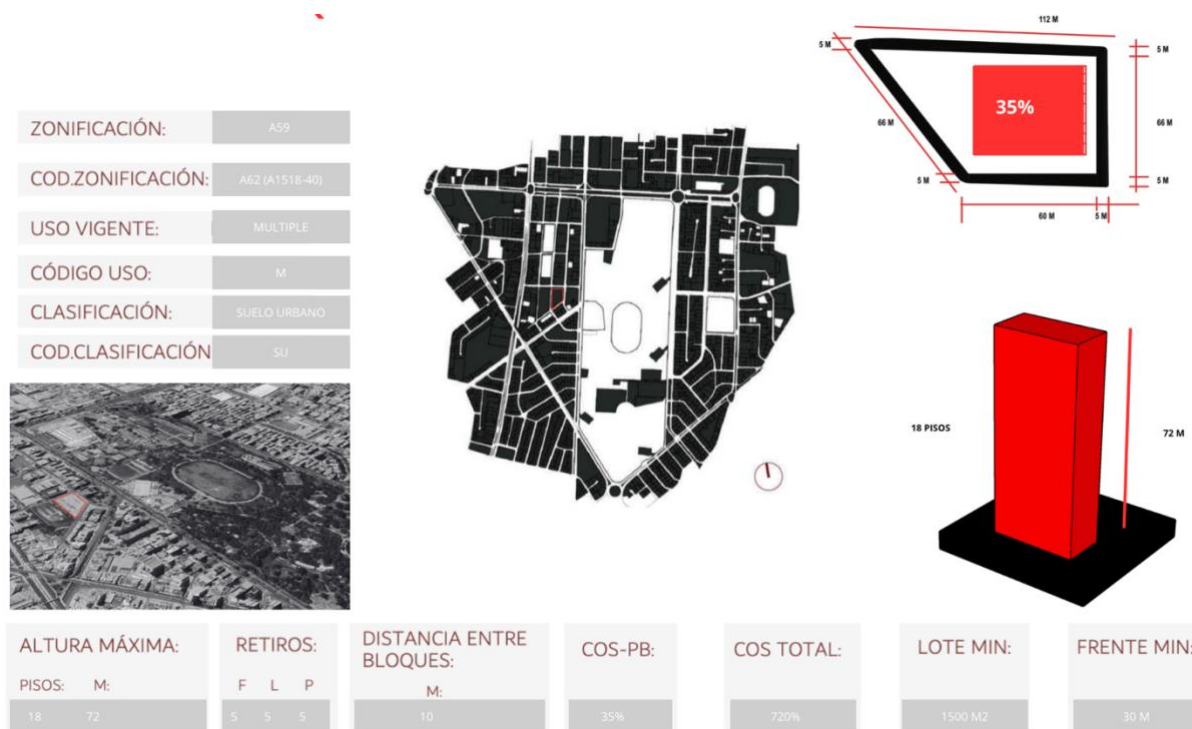 112 M
5 M
5 M
35%
66 M
66 M
5 M
5 M
60 M
5 M
ZONIFICACIÓN:
A59
COD.ZONIFICACIÓN:
A62 (A1518-40)
USO VIGENTE:
MULTIPLE
CÓDIGO USO:
M
CLASIFICACIÓN:
SUELO URBANO
COD.CLASIFICACIÓN
SU
18 PISOS
72 M
ALTURA MÁXIMA:
PISOS: M:
18 72
RETIROS:
F L P
5 5 5
DISTANCIA ENTRE
BLOQUES:
M:
10
COS-PB:
35%
COS TOTAL:
720%
LOTE MIN:
1500 M2
FRENTE MIN:
30 M